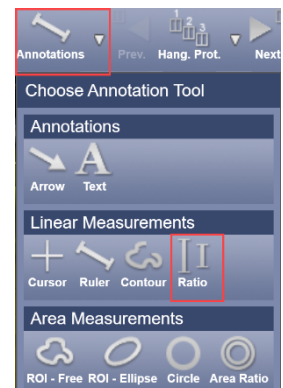 Annotations Prev. Hang. Prot. Next
Choose Annotation Tool
Annotations
Arrow Text
Linear Measurements
Cursor Ruler Contour Ratio
Area Measurements
ROI - Free ROI - Ellipse Circle Area Ratio